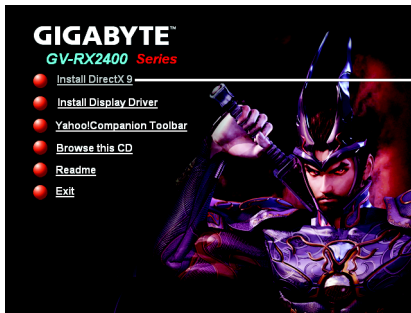 GIGABYTE™
GV-RX2400 Series
Install DirectX 9
Install Display Driver
Yahoo!Companion Toolbar
Browse this CD
Readme
Exit